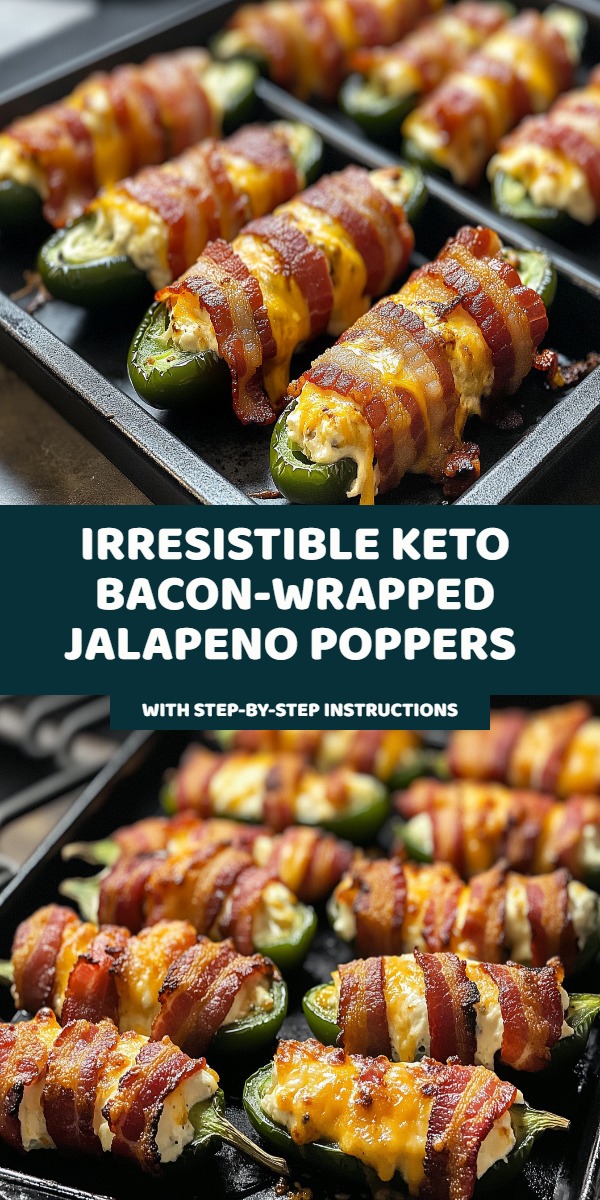 IRRESISTIBLE KETO
BACON-WRAPPED
JALAPENO POPPERS
WITH STEP-BY-STEP INSTRUCTIONS